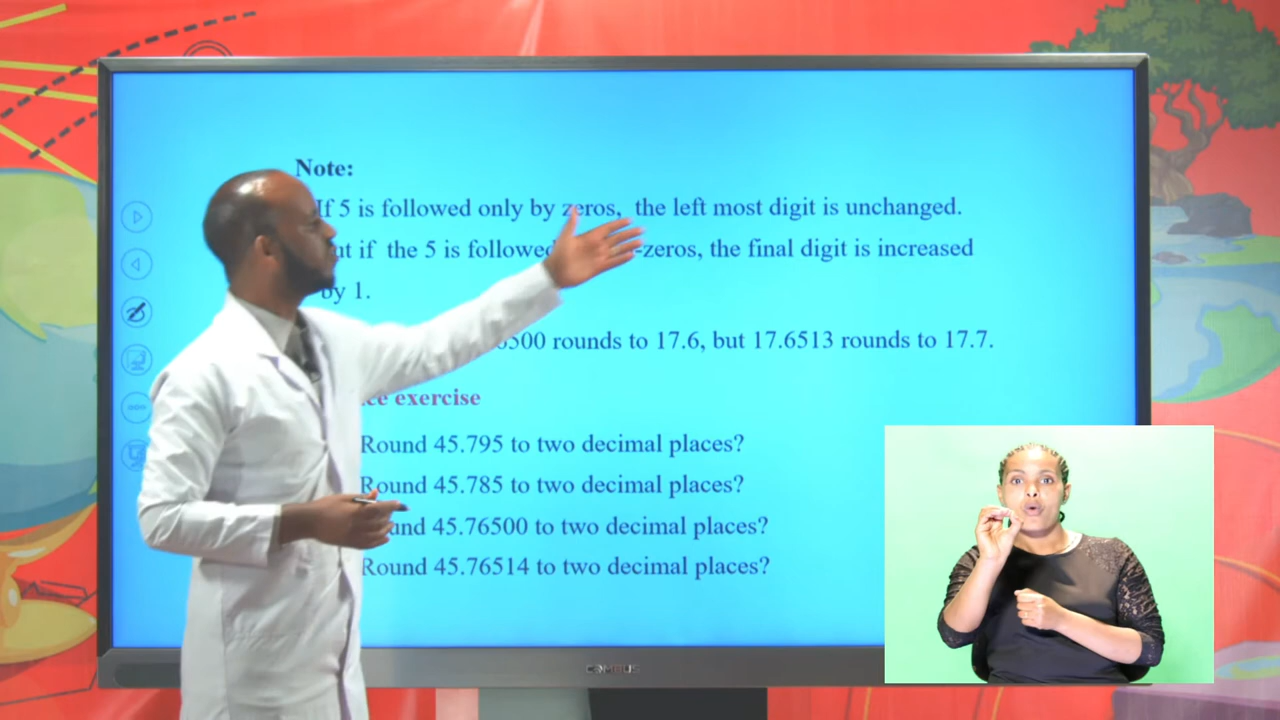 Note:
If 5 is followed only by zeros, the left most digit is unchanged.
ut if the 5 is followed -zeros, the final digit is increased
by 1.
500 rounds to 17.6, but 17.6513 rounds to 17.7.
ce exercise
Round 45.795 to two decimal places?
Round 45.785 to two decimal places?
und 45.76500 to two decimal places?
Round 45.76514 to two decimal places?
COMBUS